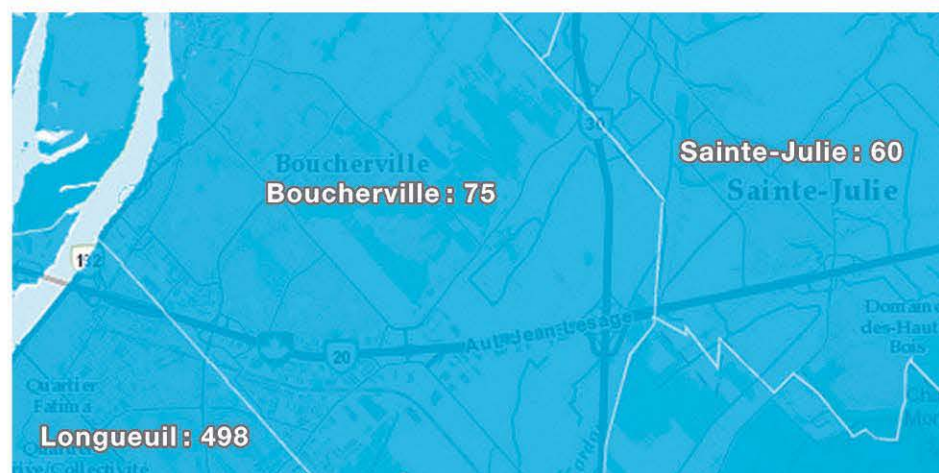 30
Sainte-Julie : 60
Boucherville
Boucherville : 75
Sainte-Julie
132
Domaine
des-Haut
Bois
Aut. Jean-Lesage
20
Quartier
Fatima
Longueuil : 498